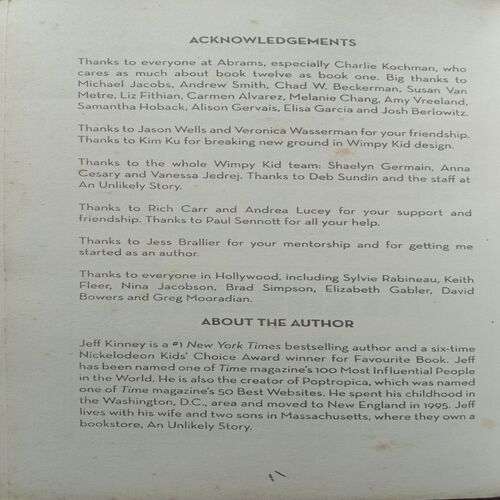 ACKNOWLEDGEMENTS
Thanks to everyone at Abrams, especially Charlie Kochman, who
cares as much about book twelve as book one. Big thanks to
Michael Jacobs, Andrew Smith, Chad W. Beckerman, Susan Van
Metre, Liz Fithian, Carmen Alvarez, Melanie Chang, Amy Vreeland,
Samantha Hoback, Alison Gervais, Elisa Garcia and Josh Berlowitz.
Thanks to Jason Wells and Veronica Wasserman for your friendship.
Thanks to Kim Ku for breaking new ground in Wimpy Kid design.
Thanks to the whole Wimpy Kid team: Shaelyn Germain, Anna
Cesary and Vanessa Jedrej. Thanks to Deb Sundin and the staff at
An Unlikely Story.
Thanks to Rich Carr and Andrea Lucey for your support and
friendship. Thanks to Paul Sennott for all your help.
Thanks to Jess Brallier for your mentorship and for getting me
started as an author.
Thanks to everyone in Hollywood, including Sylvie Rabineau, Keith
Fleer, Nina Jacobson, Brad Simpson, Elizabeth Gabler, David
Bowers and Greg Mooradian.
ABOUT THE AUTHOR
Jeff Kinney is a #1 New York Times bestselling author and a six-time
Nickelodeon Kids' Choice Award winner for Favourite Book. Jeff
has been named one of Time magazine's 100 Most Influential People
in the World. He is also the creator of Poptropica, which was named
one of Time magazine's 50 Best Websites. He spent his childhood in
the Washington, D.C., area and moved to New England in 1995. Jeff
lives with his wife and two sons in Massachusetts, where they own a
bookstore, An Unlikely Story.